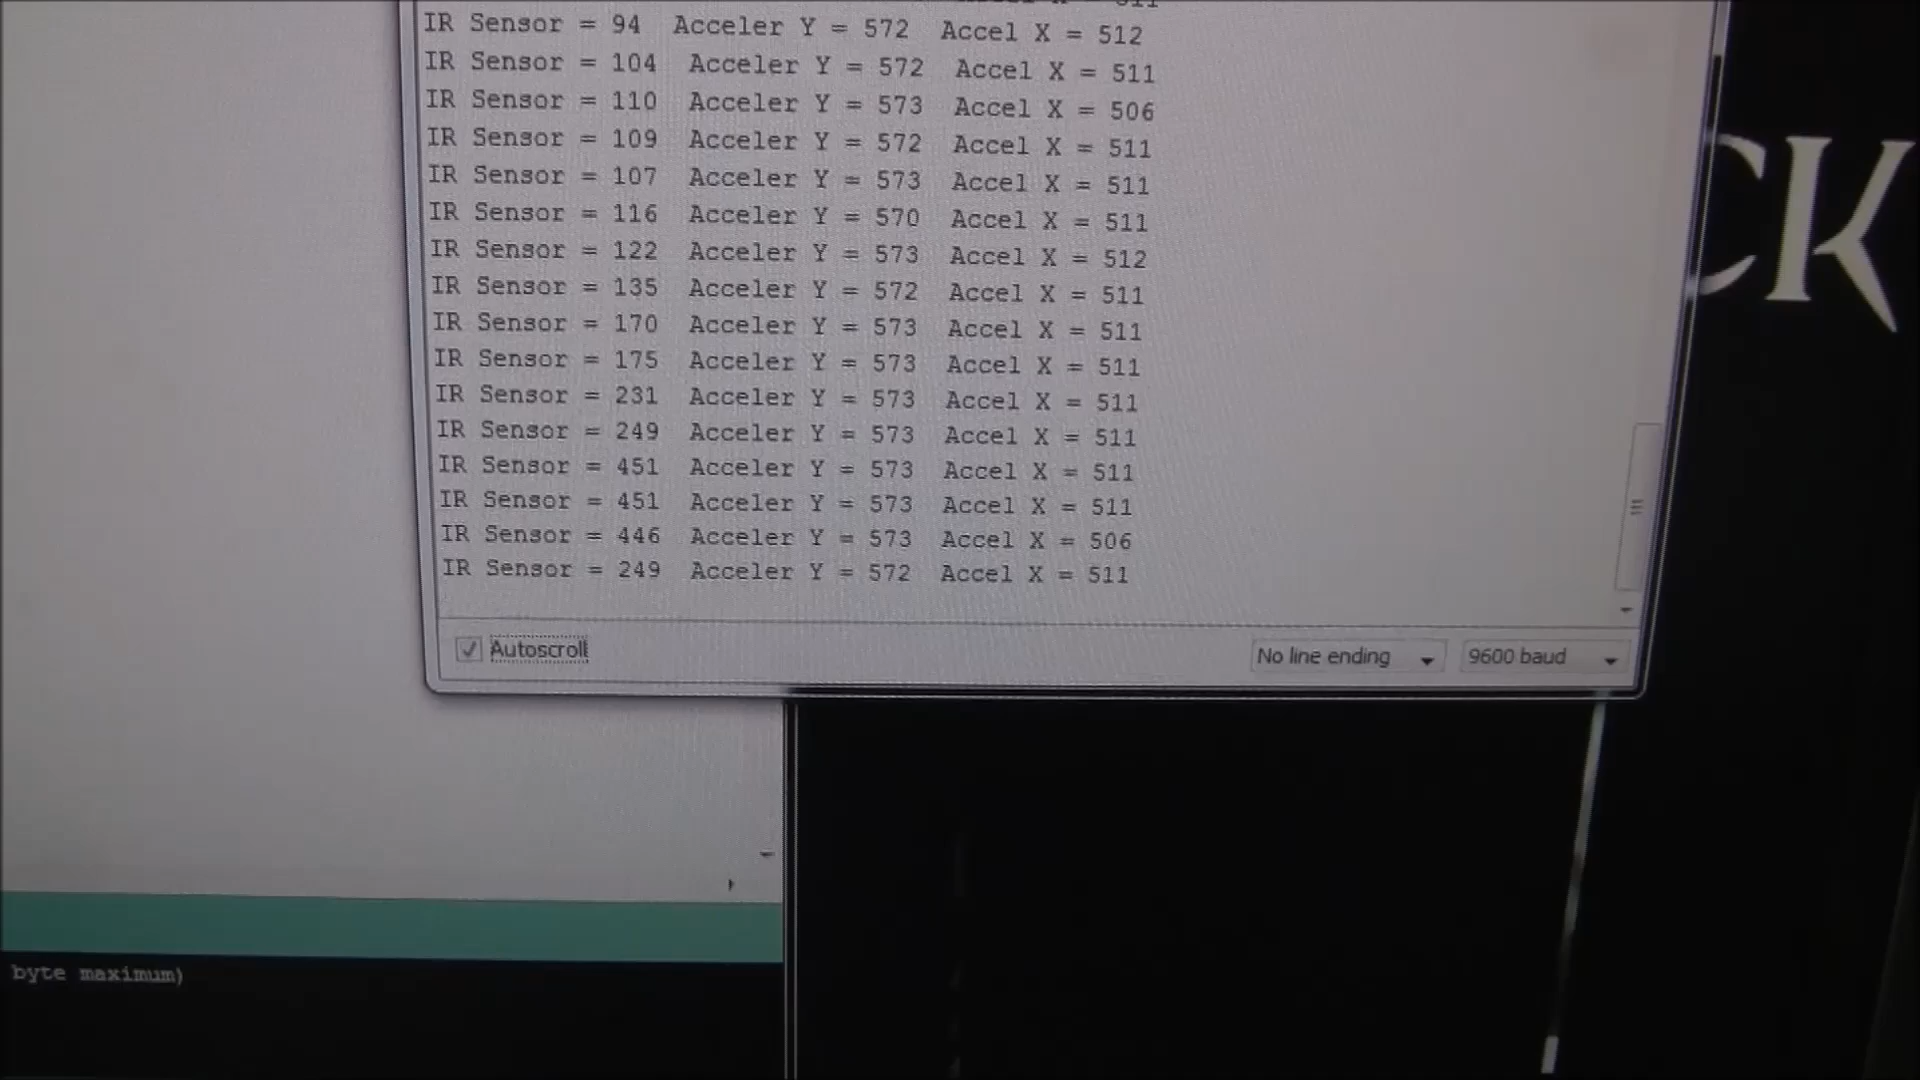 IR Sensor = 94 Acceler Y = 572 Accel X = 512
IR Sensor = 104 Acceler Y = 572 Accel X = 511
IR Sensor = 110 Acceler Y = 573 Accel X = 506
IR Sensor = 109 Acceler Y = 572 Accel X = 511
IR Sensor = 107 Acceler Y = 573 Accel X = 511
IR Sensor = 116 Acceler Y = 570 Accel X = 511
IR Sensor = 122 Acceler Y = 573 Accel X = 512
IR Sensor = 135 Acceler Y = 572 Accel X = 511
IR Sensor = 170 Acceler Y = 573 Accel X = 511
IR Sensor = 175 Acceler Y = 573 Accel X = 511
IR Sensor = 231 Acceler Y = 573 Accel X = 511
IR Sensor = 249 Acceler Y = 573 Accel X = 511
IR Sensor = 451 Acceler Y = 573 Accel X = 511
IR Sensor = 451 Acceler Y = 573 Accel X = 511
IR Sensor = 446 Acceler Y = 573 Accel X = 506
IR Sensor = 249 Acceler Y = 572 Accel X = 511
Autoscroll
No line ending
9600 baud
CK
byte maximum)